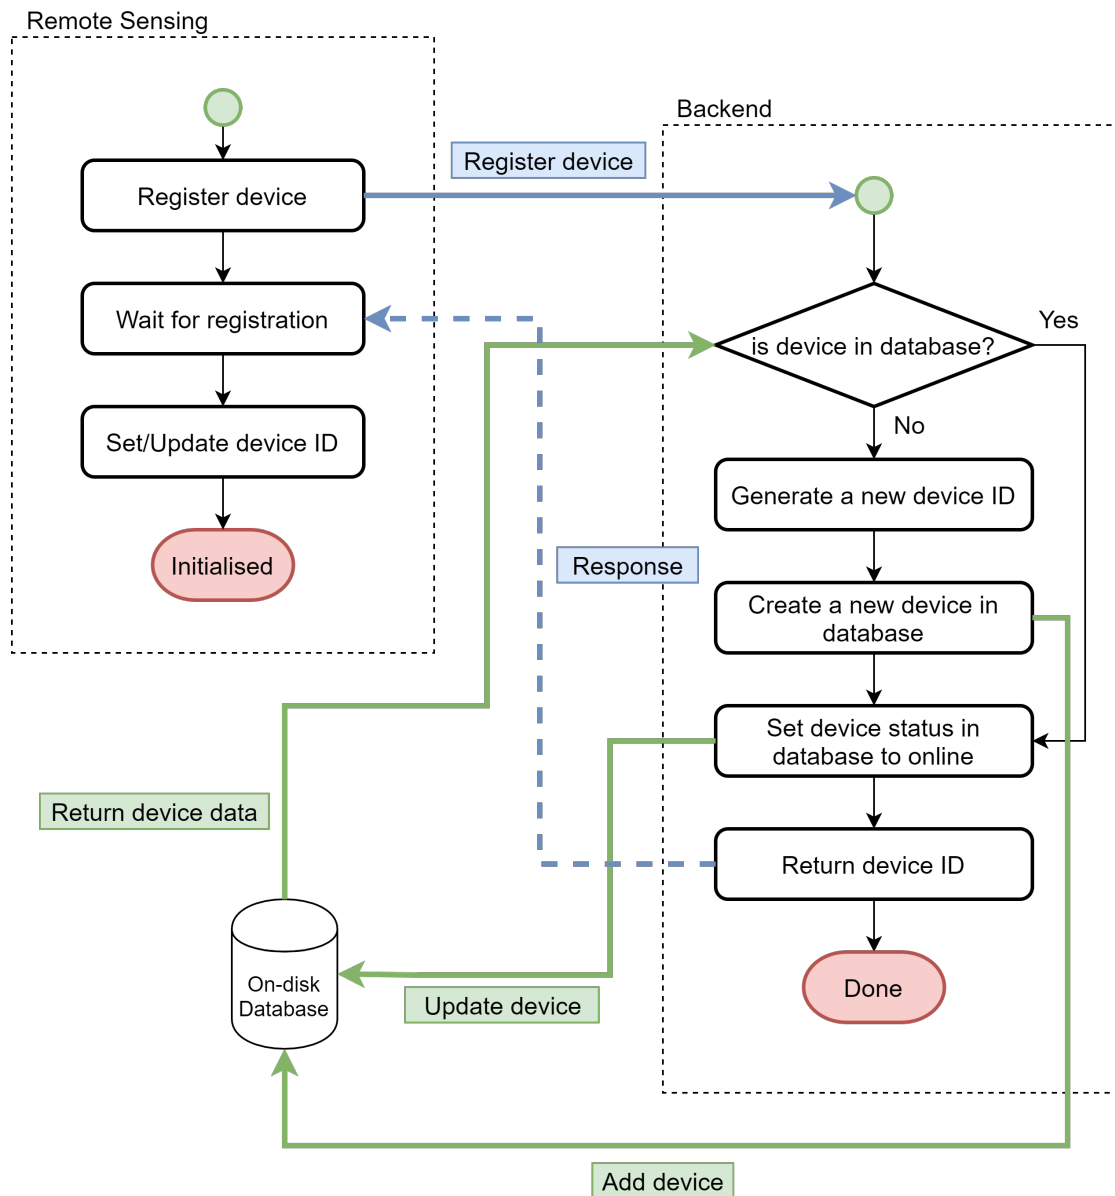 Remote Sensing
Register device
Wait for registration
Set/Update device ID
Initialised
Register device
Response
Backend
is device in database?
Yes
No
Generate a new device ID
Create a new device in
database
Set device status in
database to online
Return device ID
Done
Return device data
On-disk
Database
Update device
Add device